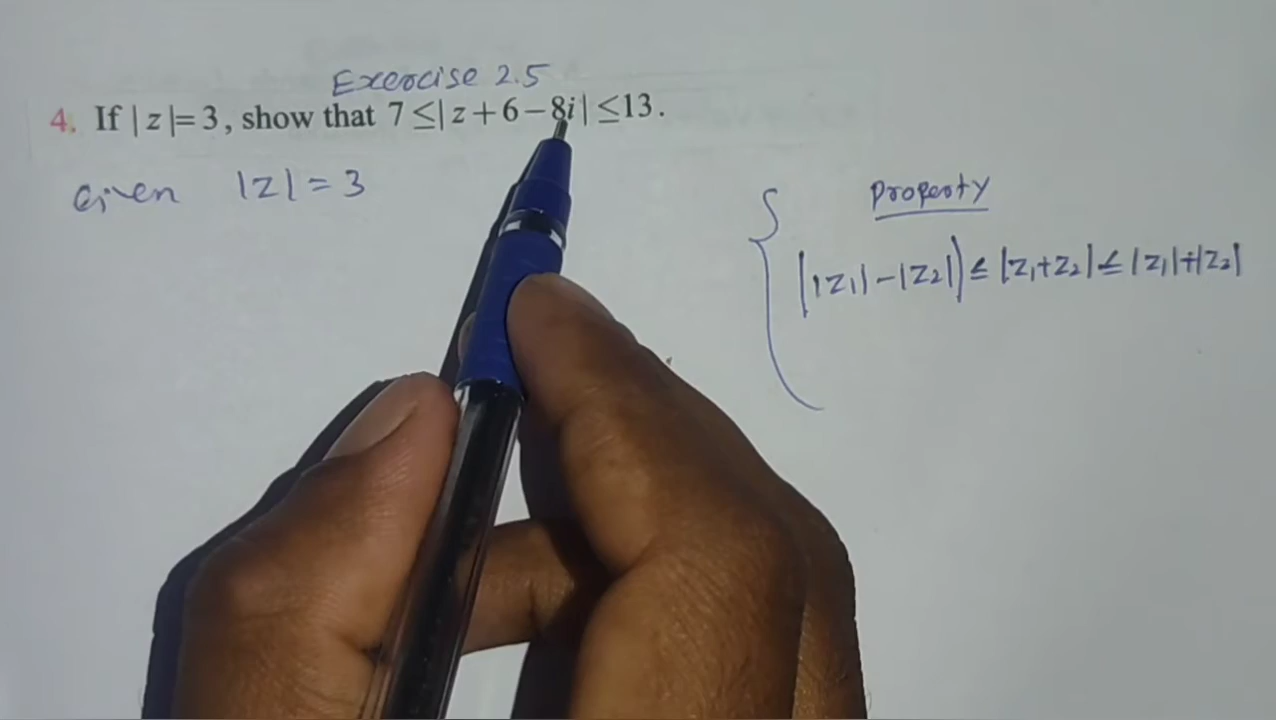 Exercise 2.5
4. If |z|=3, show that 7≤|z+6−8i|≤13.
Given |z|=3
Property
||z₁|−|z₂||≤|z₁+z₂|≤|z₁|+|z₂|